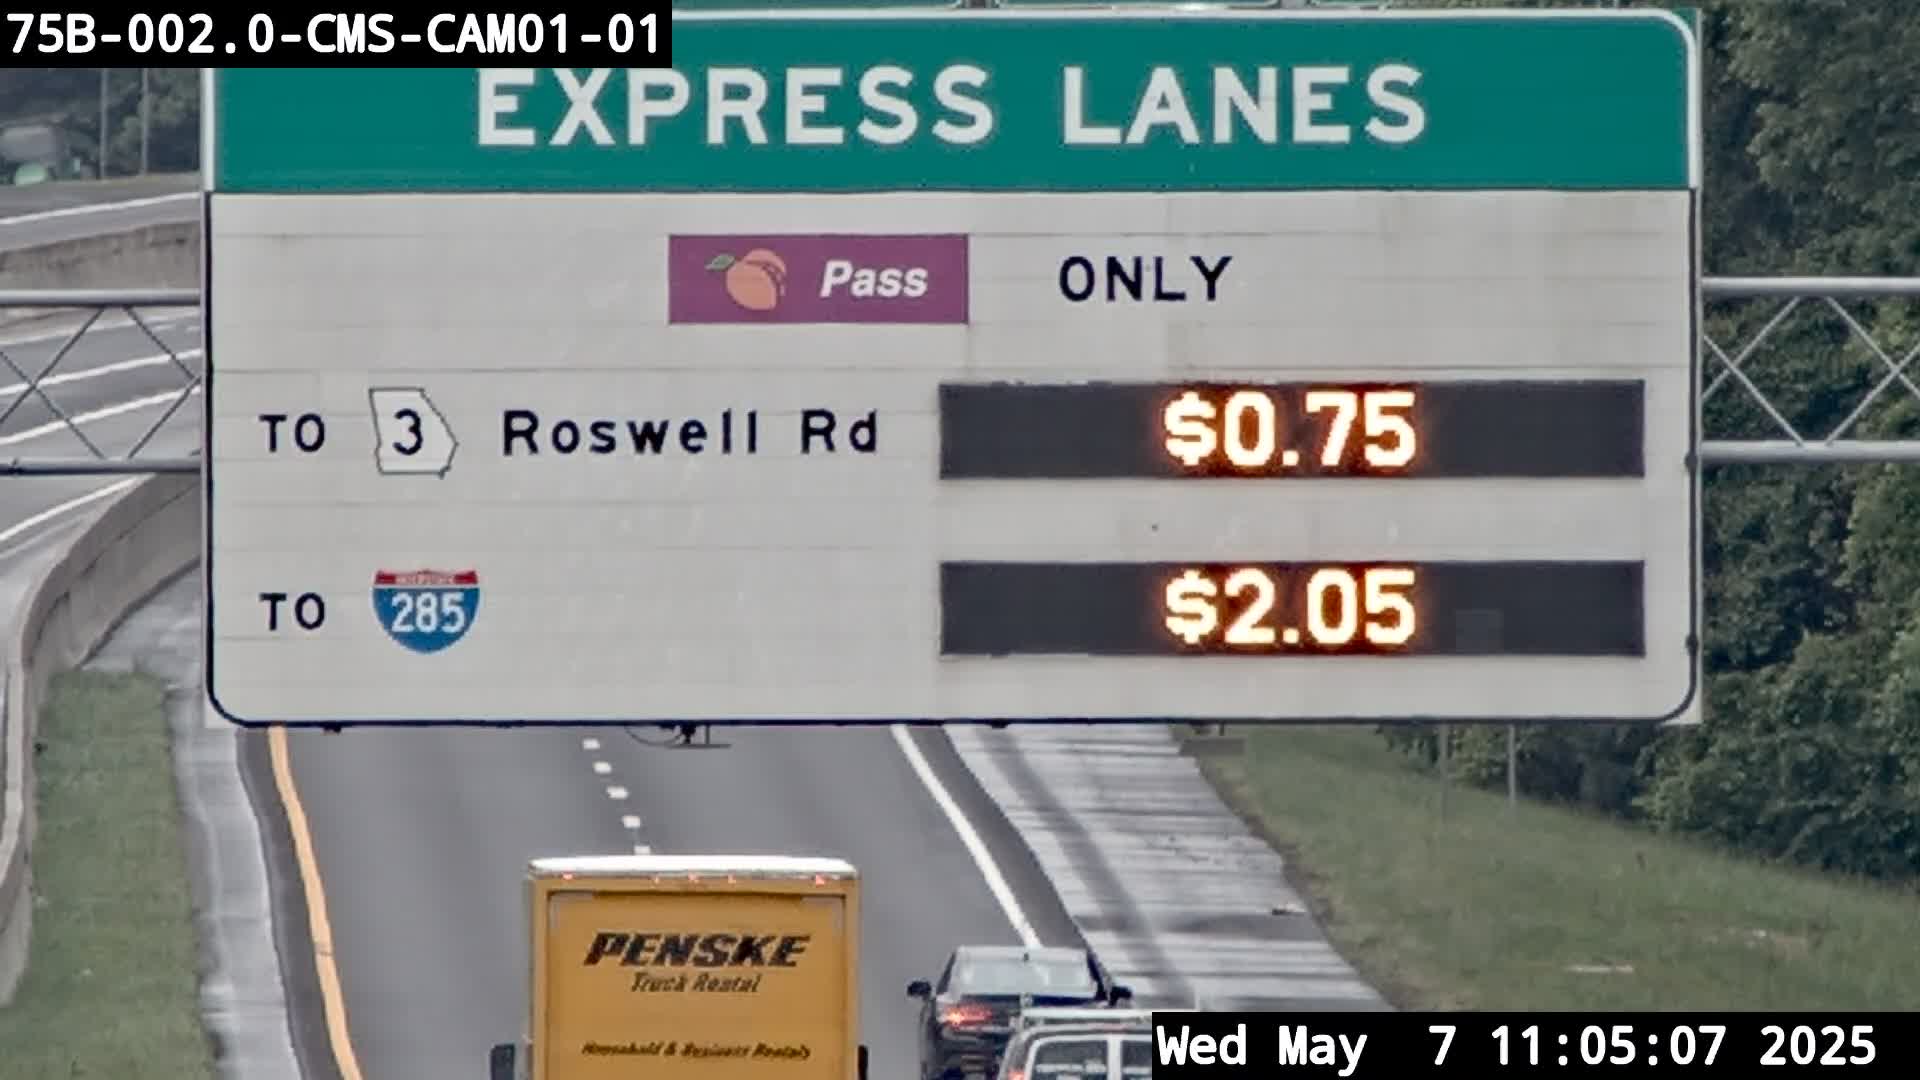 75B-002.0-CMS-CAM01-01
EXPRESS LANES
Pass ONLY
TO 3 Roswell Rd $0.75
TO 285 $2.05
PENSKE
Truck Rental
Household & Business Rentals
Wed May 7 11:05:07 2025